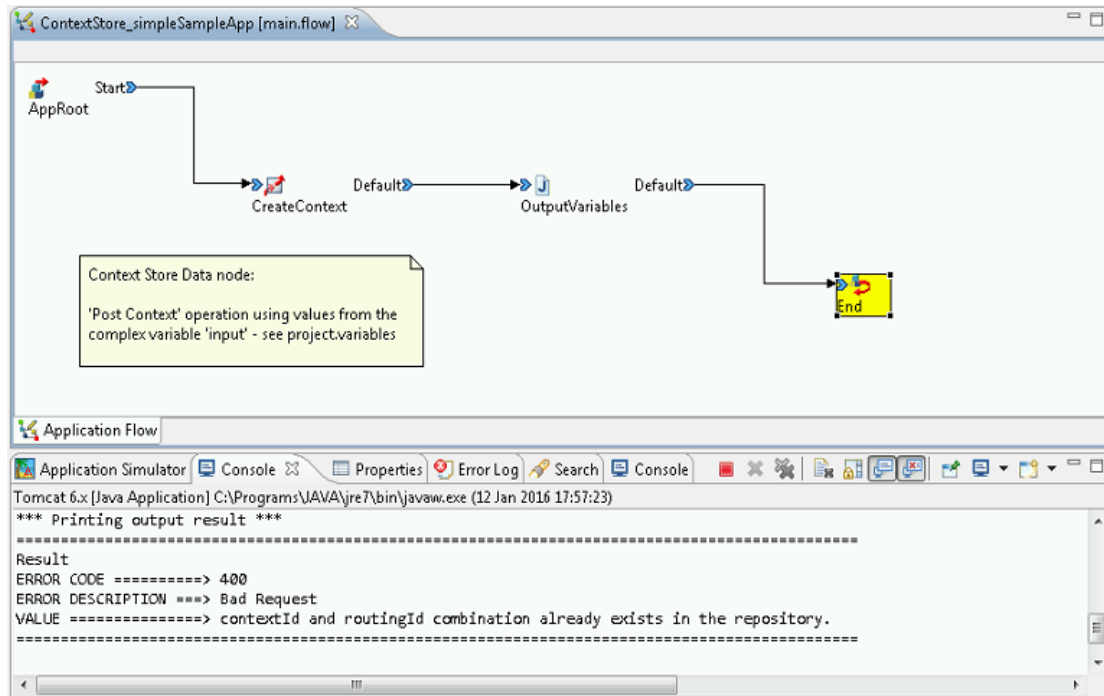 ContextStore_simpleSampleApp [main.flow]
Start
AppRoot
Default
Default
CreateContext
OutputVariables
Context Store Data node:
'Post Context' operation using values from the
complex variable 'input' - see project.variables
End
Application Flow
Application Simulator Console Properties Error Log Search Console
Tomcat 6.x [Java Application] C:\Programs\JAVA\jre7\bin\javaw.exe (12 Jan 2016 17:57:23)
*** Printing output result ***
====================================================================================================
Result
ERROR CODE ==========> 400
ERROR DESCRIPTION ===> Bad Request
VALUE ===============> contextId and routingId combination already exists in the repository.
====================================================================================================